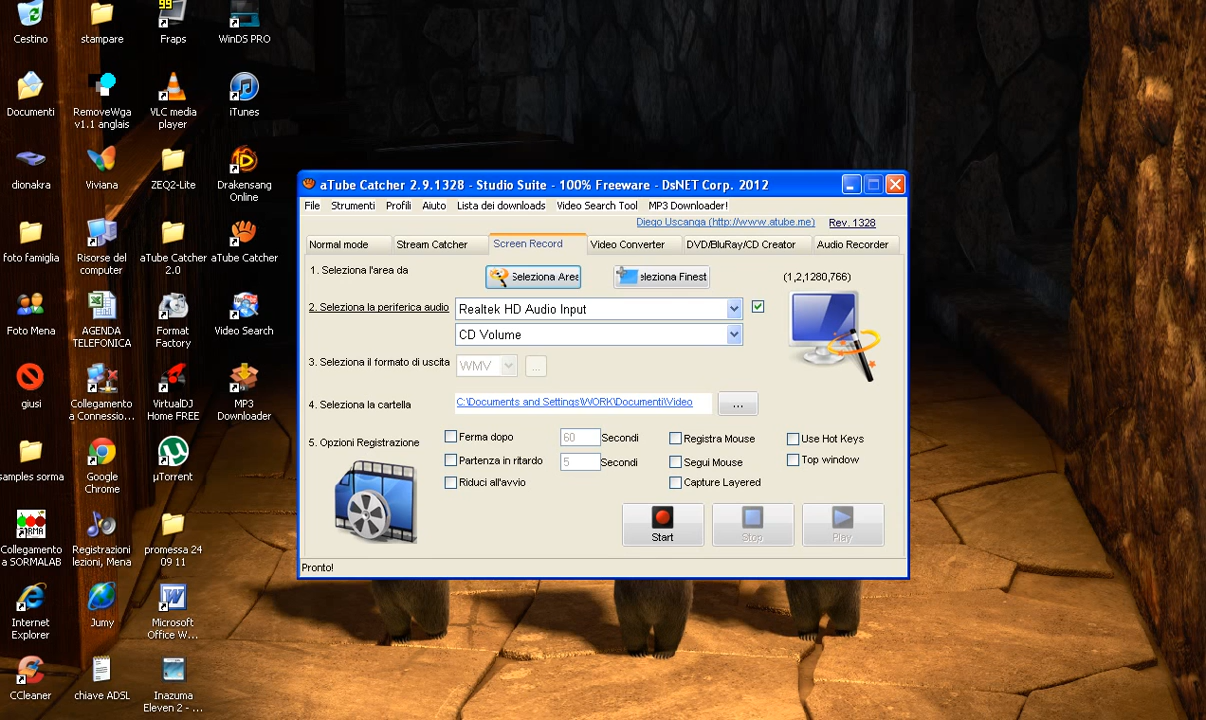 99
Cestino
stampare
Fraps
WinDS PRO
Documenti
RemoveWga
v1.1 anglais
VLC media
player
iTunes
dionakra
Viviana
ZEQ2-Lite
Drakensang
Online
foto famiglia
Risorse del
computer
aTube Catcher
2.0
aTube Catcher
Foto Mena
AGENDA
TELEFONICA
Format
Factory
Video Search
giusi
Collegamento
a Connessio...
VirtualDJ
Home FREE
MP3
Downloader
samples sorma
Google
Chrome
µTorrent
SORMA
Collegamento
a SORMALAB
Registrazioni
lezioni, Mena
promessa 24
09 11
Internet
Explorer
Jumy
Microsoft
Office W...
CCleaner
chiave ADSL
Inazuma
Eleven 2 - ...
aTube Catcher 2.9.1328 - Studio Suite - 100% Freeware - DsNET Corp. 2012
File Strumenti Profili Aiuto Lista dei downloads Video Search Tool MP3 Downloader!
Diego Uscanga (http://www.atube.me) Rev. 1328
Normal mode Stream Catcher Screen Record Video Converter DVD/BluRay/CD Creator Audio Recorder
1. Seleziona l'area da Seleziona Area eleziona Finest (1,2,1280,766)
2. Seleziona la periferica audio Realtek HD Audio Input
CD Volume
3. Seleziona il formato di uscita WMV ...
4. Seleziona la cartella C:\Documents and Settings\WORK\Documenti\Video ...
5. Opzioni Registrazione
Ferma dopo 60 Secondi Registra Mouse Use Hot Keys
Partenza in ritardo 5 Secondi Segui Mouse Top window
Riduci all'avvio Capture Layered
Start Stop Play
Pronto!